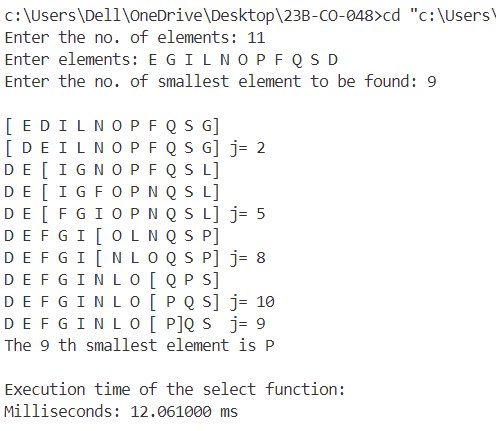 c:\Users\Dell\OneDrive\Desktop\23B-CO-048>cd "c:\Users\
Enter the no. of elements: 11
Enter elements: E G I L N O P F Q S D
Enter the no. of smallest element to be found: 9
[ E D I L N O P F Q S G]
[ D E I L N O P F Q S G] j= 2
D E [ I G N O P F Q S L]
D E [ I G F O P N Q S L]
D E [ F G I O P N Q S L] j= 5
D E F G I [ O L N Q S P]
D E F G I [ N L O Q S P] j= 8
D E F G I N L O [ Q P S]
D E F G I N L O [ P Q S] j= 10
D E F G I N L O [ P]Q S  j= 9
The 9 th smallest element is P
Execution time of the select function:
Milliseconds: 12.061000 ms